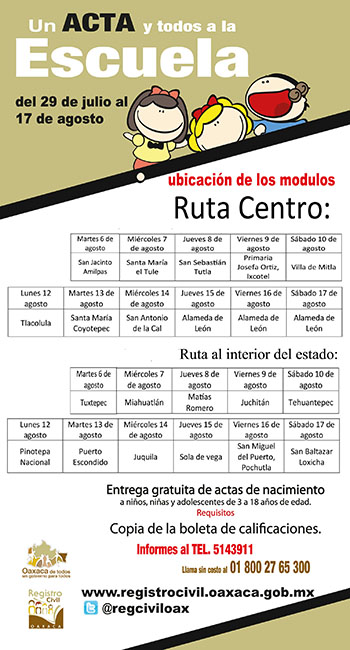 Un ACTA y todos a la
Escuela
del 29 de julio al
17 de agosto
ubicación de los modulos
Ruta Centro:
Martes 6 de agosto | Miércoles 7 de agosto | Jueves 8 de agosto | Viernes 9 de agosto | Sábado 10 de agosto
San Jacinto Amilpas | Santa María el Tule | San Sebastián Tutla | Primaria Josefa Ortiz, Ixcotel | Villa de Mitla
Lunes 12 agosto | Martes 13 de agosto | Miércoles 14 de agosto | Jueves 15 de agosto | Viernes 16 de agosto | Sábado 17 de agosto
Tlacolula | Santa María Coyotepec | San Antonio de la Cal | Alameda de León | Alameda de León | Alameda de León
Ruta al interior del estado:
Martes 6 de agosto | Miércoles 7 de agosto | Jueves 8 de agosto | Viernes 9 de agosto | Sábado 10 de agosto
Tuxtepec | Miahuatlán | Matías Romero | Juchitán | Tehuantepec
Lunes 12 agosto | Martes 13 de agosto | Miércoles 14 de agosto | Jueves 15 de agosto | Viernes 16 de agosto | Sábado 17 de agosto
Pinotepa Nacional | Puerto Escondido | Juquila | Sola de vega | San Miguel del Puerto, Pochutla | San Baltazar Loxicha
Entrega gratuita de actas de nacimiento
a niños, niñas y adolescentes de 3 a 18 años de edad.
Requisitos
Copia de la boleta de calificaciones.
Informes al TEL. 5143911
Llama sin costo al 01 800 27 65 300
Oaxaca de todos
un gobierno para todos
Registro
Civil
OAXACA
www.registrocivil.oaxaca.gob.mx
@regciviloax